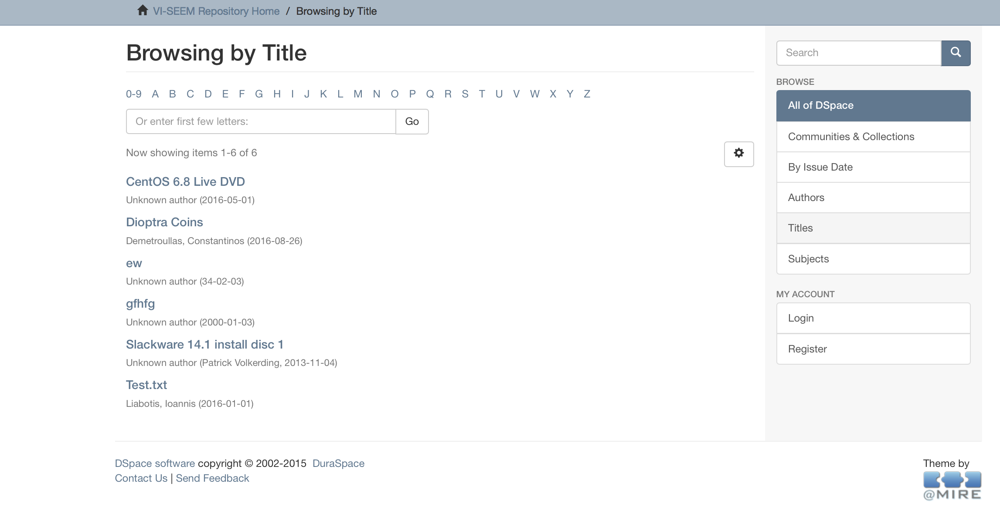 VI-SEEM Repository Home / Browsing by Title
Browsing by Title
0-9 A B C D E F G H I J K L M N O P Q R S T U V W X Y Z
Or enter first few letters: Go
Now showing items 1-6 of 6
CentOS 6.8 Live DVD
Unknown author (2016-05-01)
Dioptra Coins
Demetroullas, Constantinos (2016-08-26)
ew
Unknown author (34-02-03)
gfhfg
Unknown author (2000-01-03)
Slackware 14.1 install disc 1
Unknown author (Patrick Volkerding, 2013-11-04)
Test.txt
Liabotis, Ioannis (2016-01-01)
Search
BROWSE
All of DSpace
Communities & Collections
By Issue Date
Authors
Titles
Subjects
MY ACCOUNT
Login
Register
DSpace software copyright © 2002-2015 DuraSpace
Contact Us | Send Feedback
Theme by
@MIRE